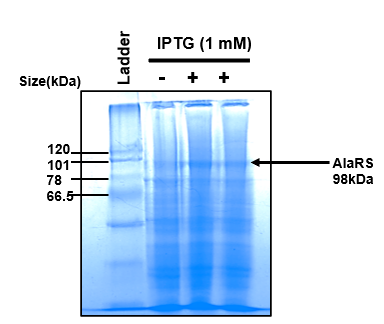 Ladder
IPTG (1 mM)
Size(kDa)
- + +
120
101
78
66.5
AlaRS
98kDa